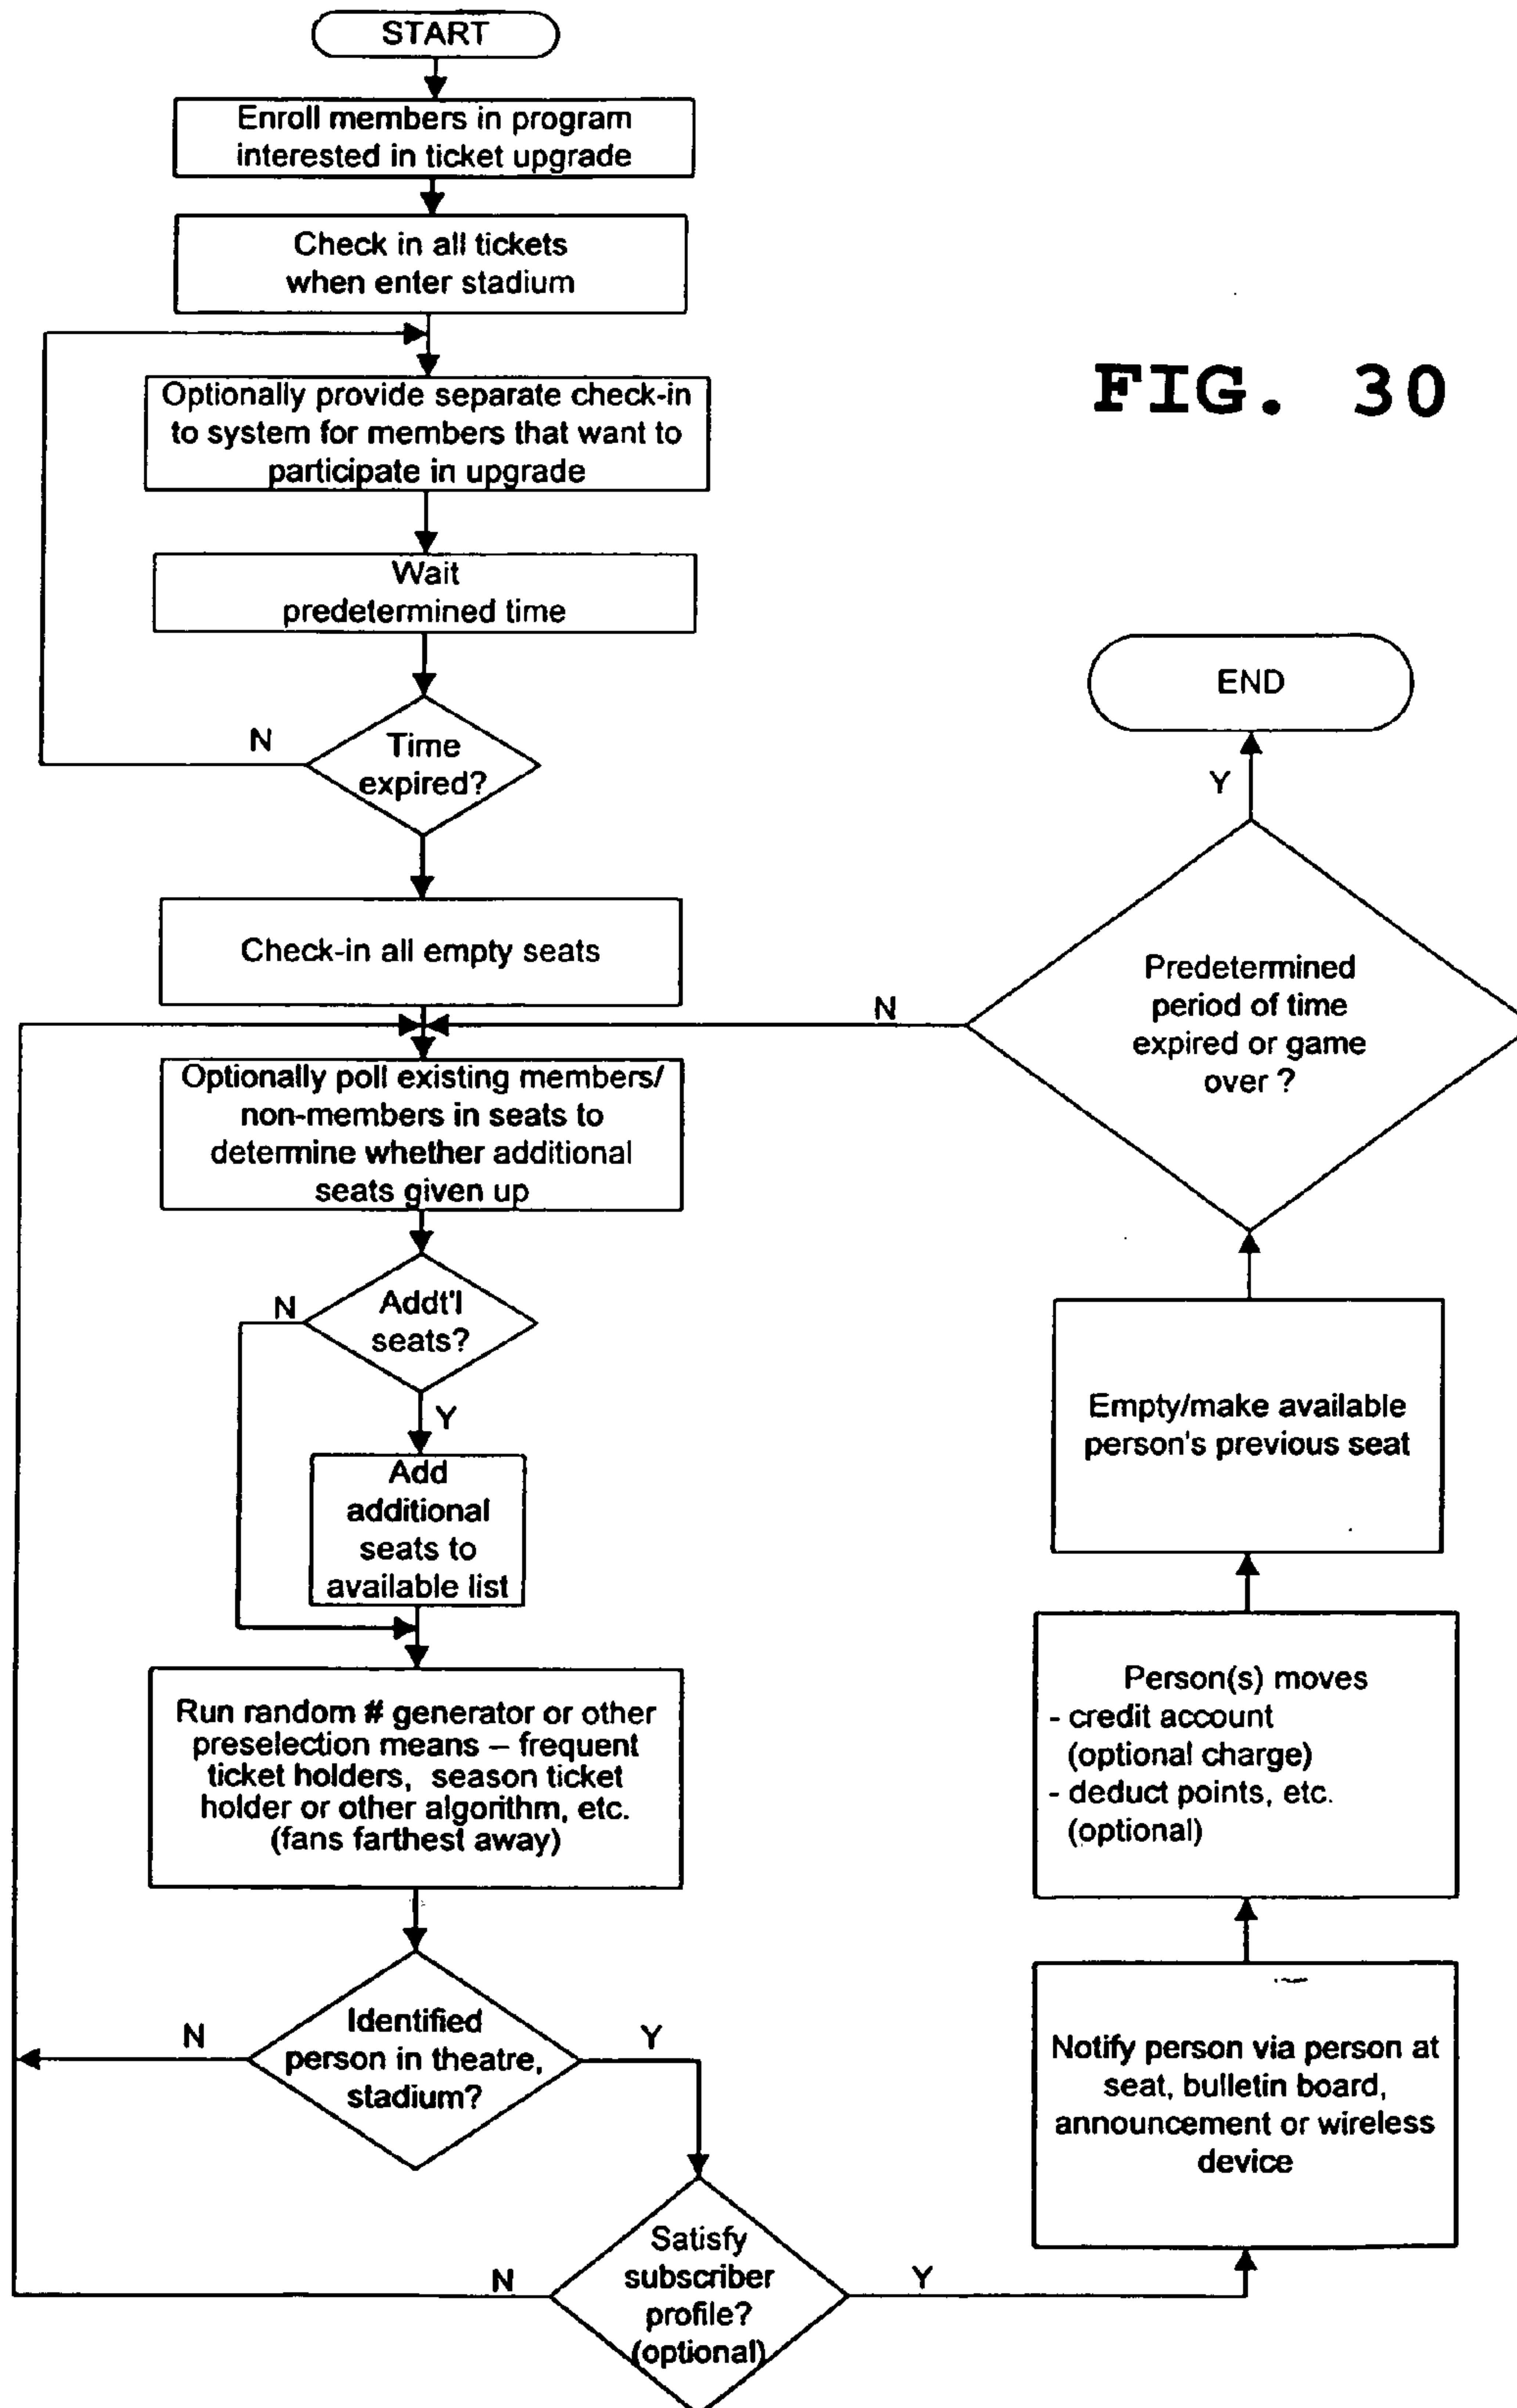 START
Enroll members in program
interested in ticket upgrade
Check in all tickets
when enter stadium
FIG. 30
Optionally provide separate check-in
to system for members that want to
participate in upgrade
Wait
predetermined time
N
Time
expired?
Check-in all empty seats
Optionally poll existing members/
non-members in seats to
determine whether additional
seats given up
N
Addt'l
seats?
Y
Add
additional
seats to
available list
Run random # generator or other
preselection means – frequent
ticket holders, season ticket
holder or other algorithm, etc.
(fans farthest away)
N
Identified
person in theatre,
stadium?
Y
N
Satisfy
subscriber
profile?
(optional)
Y
Notify person via person at
seat, bulletin board,
announcement or wireless
device
Person(s) moves
- credit account
(optional charge)
- deduct points, etc.
(optional)
Empty/make available
person's previous seat
N
Predetermined
period of time
expired or game
over ?
Y
END